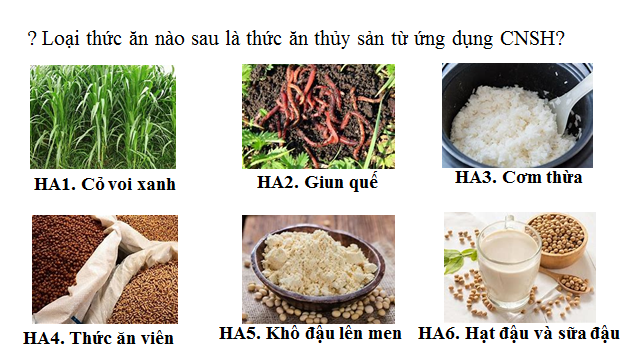 ? Loại thức ăn nào sau là thức ăn thủy sản từ ứng dụng CNSH?
HA1. Cỏ voi xanh
HA2. Giun quế
HA3. Cơm thừa
HA4. Thức ăn viên
HA5. Khô đậu lên men
HA6. Hạt đậu và sữa đậu